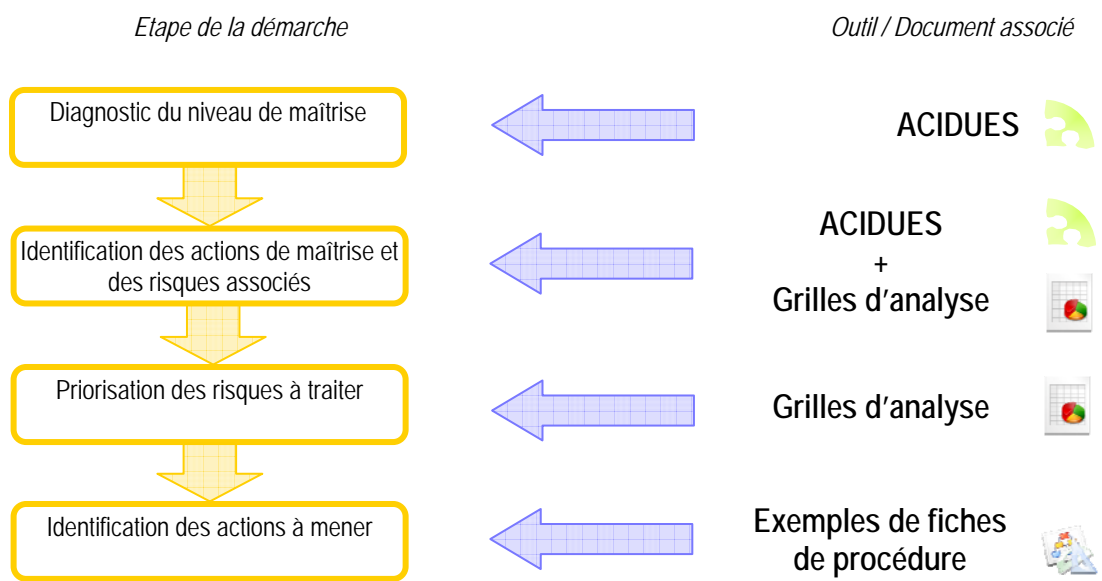 Etape de la démarche
Outil / Document associé
Diagnostic du niveau de maîtrise
ACIDUES
Identification des actions de maîtrise et
des risques associés
ACIDUES
+
Grilles d'analyse
Priorisation des risques à traiter
Grilles d'analyse
Identification des actions à mener
Exemples de fiches
de procédure